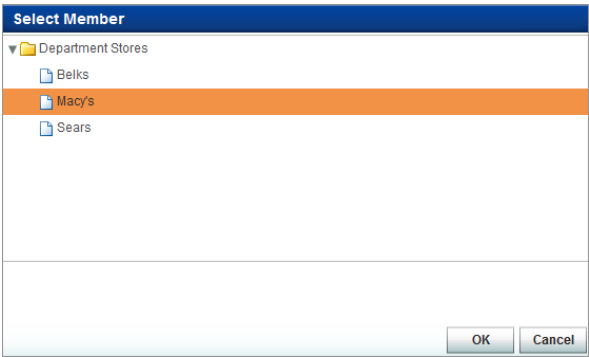 Select Member
Department Stores
Belks
Macy's
Sears
OK Cancel